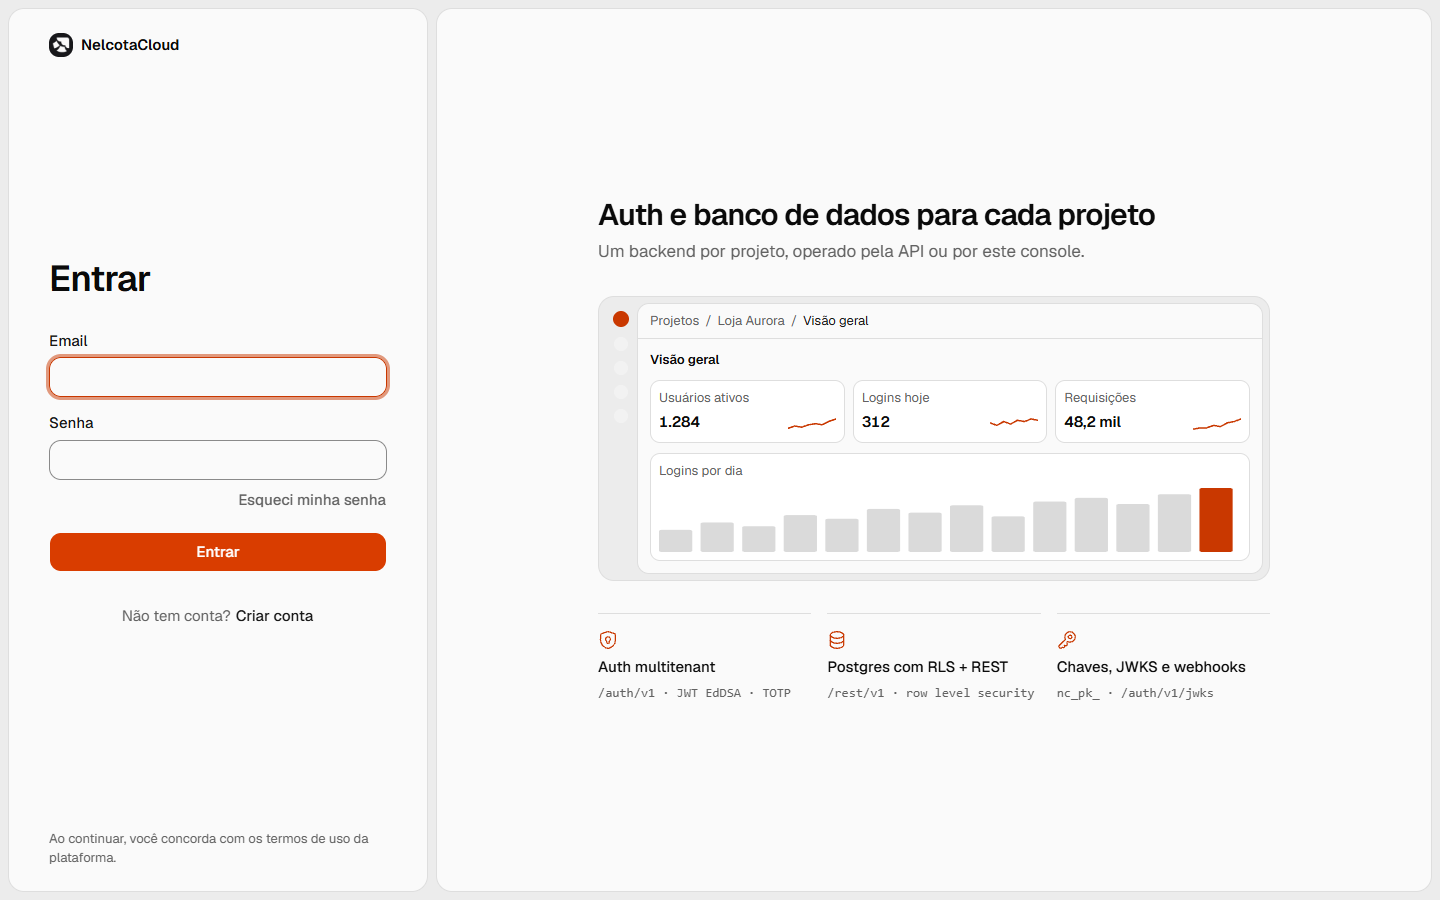 NelcotaCloud
Entrar
Email
Senha
Esqueci minha senha
Entrar
Não tem conta? Criar conta
Ao continuar, você concorda com os termos de uso da
plataforma.
Auth e banco de dados para cada projeto
Um backend por projeto, operado pela API ou por este console.
Projetos / Loja Aurora / Visão geral
Visão geral
Usuários ativos
1.284
Logins hoje
312
Requisições
48,2 mil
Logins por dia
Auth multitenant
/auth/v1 · JWT EdDSA · TOTP
Postgres com RLS + REST
/rest/v1 · row level security
Chaves, JWKS e webhooks
nc_pk_ · /auth/v1/jwks